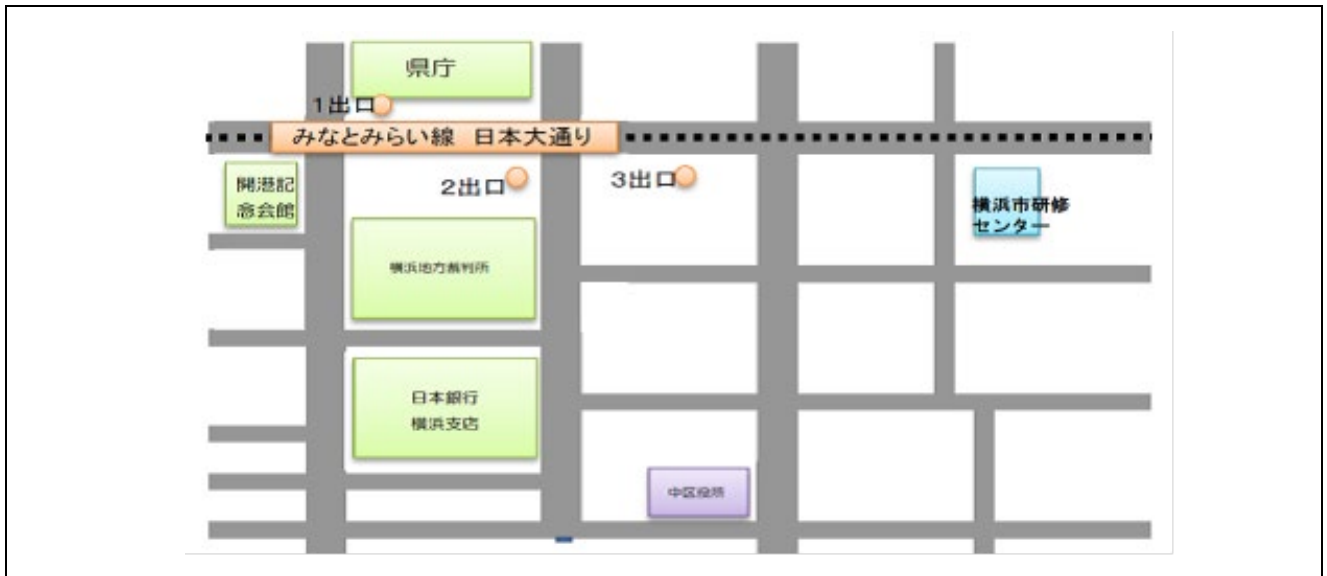 県庁
1出口
みなとみらい線 日本大通り
開港記
念会館
2出口
3出口
横浜市研修
センター
横浜地方裁判所
日本銀行
横浜支店
中区役所